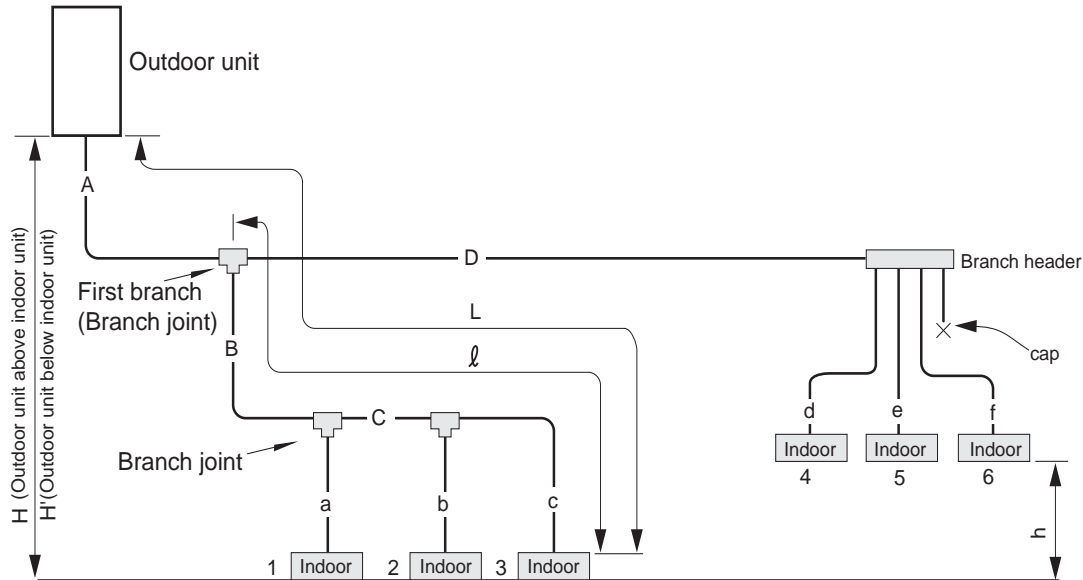 Outdoor unit
A
H (Outdoor unit above indoor unit)
H'(Outdoor unit below indoor unit)
D
Branch header
First branch
(Branch joint)
L
B
ℓ
cap
C
d
e
f
Branch joint
Indoor
Indoor
Indoor
4
5
6
a
b
c
h
1
Indoor
2
Indoor
3
Indoor